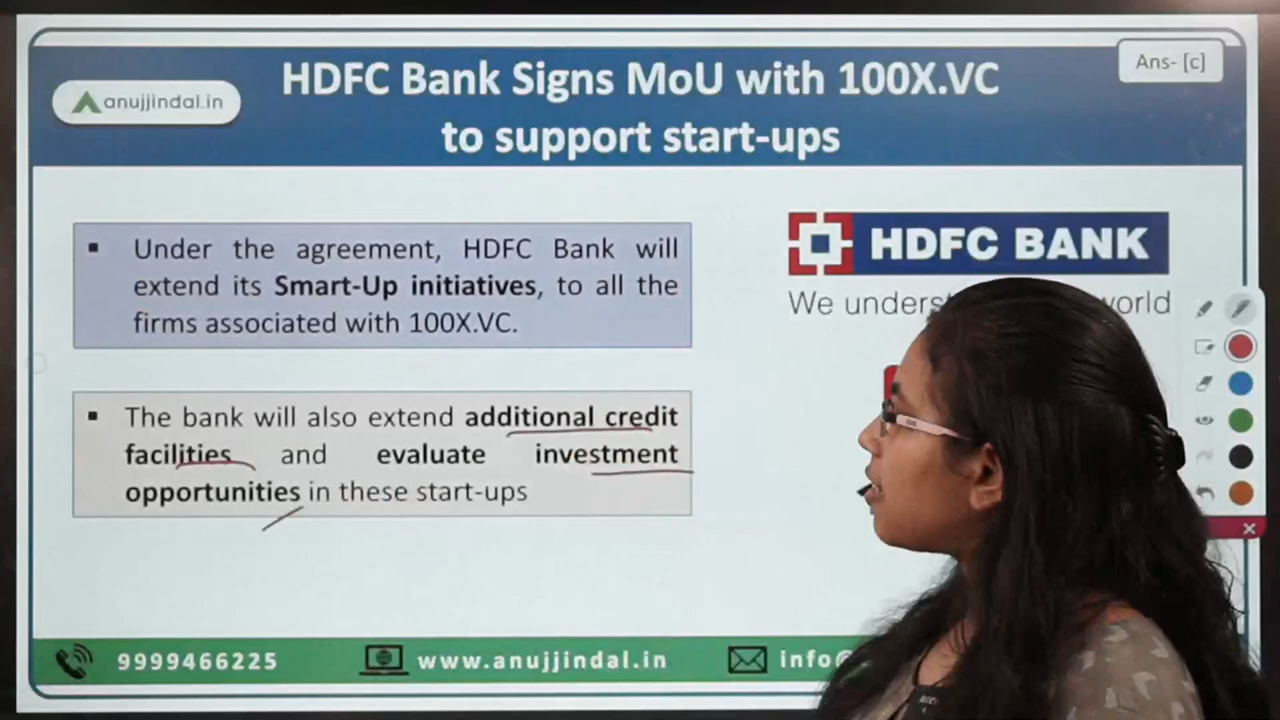 HDFC Bank Signs MoU with 100X.VC
Ans- [c]
anujjindal.in
to support start-ups
▪ Under the agreement, HDFC Bank will
extend its Smart-Up initiatives, to all the
firms associated with 100X.VC.
HDFC BANK
We world
▪ The bank will also extend additional credit
facilities and evaluate investment
opportunities in these start-ups
9999466225
www.anujjindal.in
info@